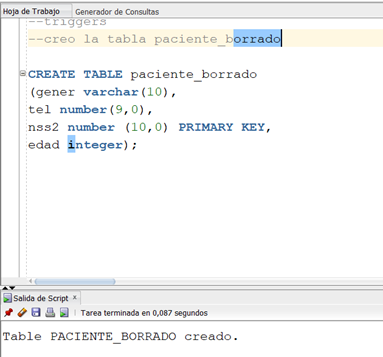 Hoja de Trabajo Generador de Consultas
--triggers
--creo la tabla paciente_borrado
CREATE TABLE paciente_borrado
(gener varchar(10),
tel number(9,0),
nss2 number (10,0) PRIMARY KEY,
edad integer);
Salida de Script x
Tarea terminada en 0,087 segundos
Table PACIENTE_BORRADO creado.